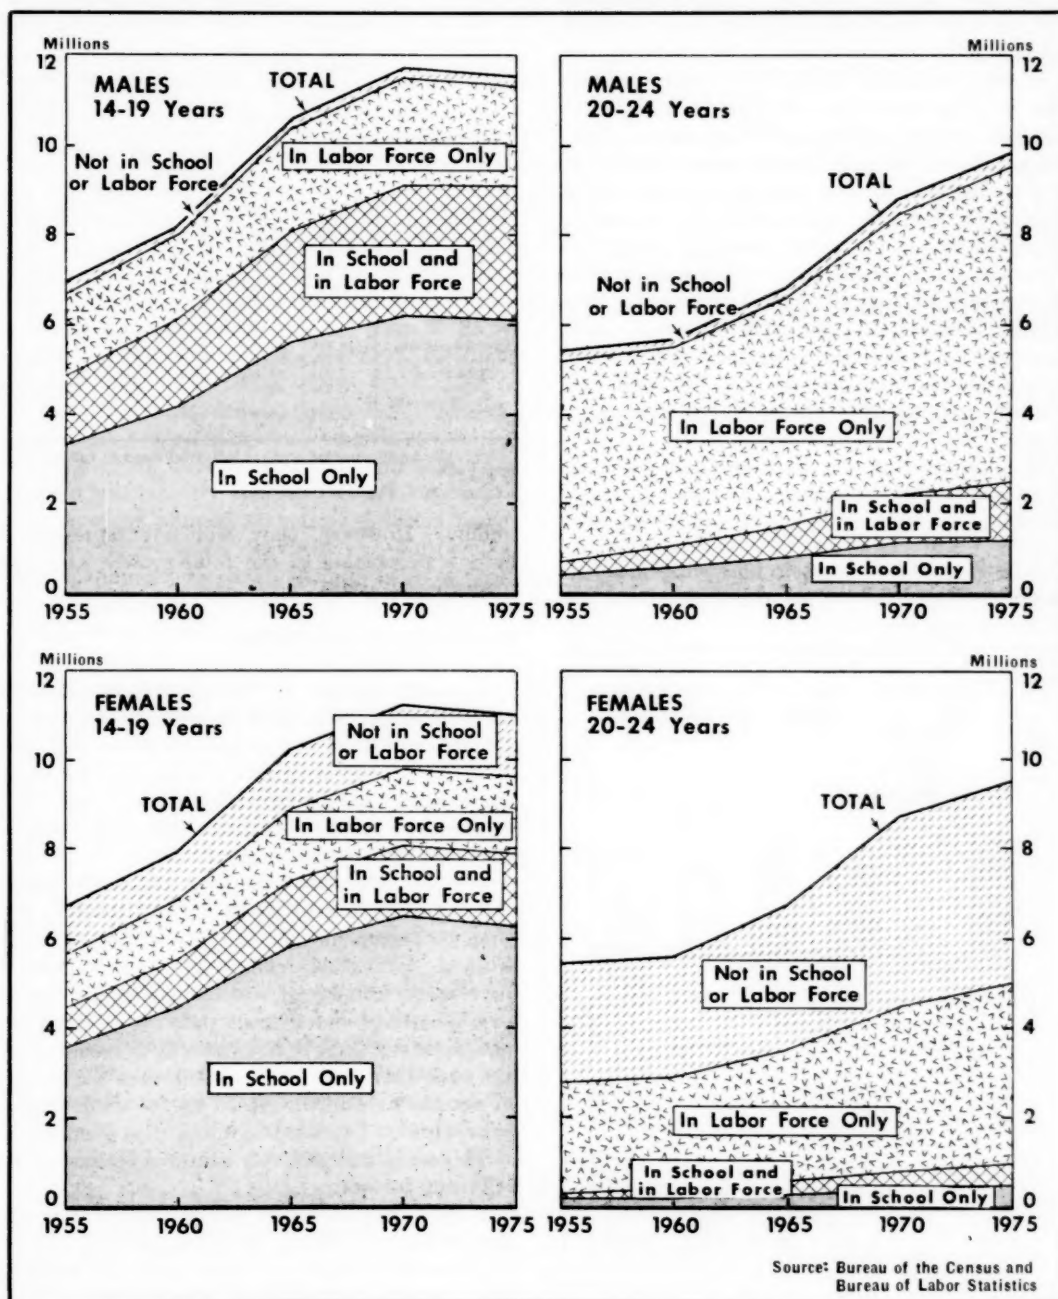 Millions
12
10
8
6
4
2
0
MALES
14-19 Years
TOTAL
Not in School
or Labor Force
In Labor Force Only
In School and
in Labor Force
In School Only
1955 1960 1965 1970 1975
Millions
12
10
8
6
4
2
0
MALES
20-24 Years
TOTAL
Not in School
or Labor Force
In Labor Force Only
In School and
in Labor Force
In School Only
1955 1960 1965 1970 1975
Millions
12
10
8
6
4
2
0
FEMALES
14-19 Years
Not in School
or Labor Force
TOTAL
In Labor Force Only
In School and
in Labor Force
In School Only
1955 1960 1965 1970 1975
Millions
12
10
8
6
4
2
0
FEMALES
20-24 Years
TOTAL
Not in School
or Labor Force
In Labor Force Only
In School and
in Labor Force
In School Only
1955 1960 1965 1970 1975
Source: Bureau of the Census and
Bureau of Labor Statistics